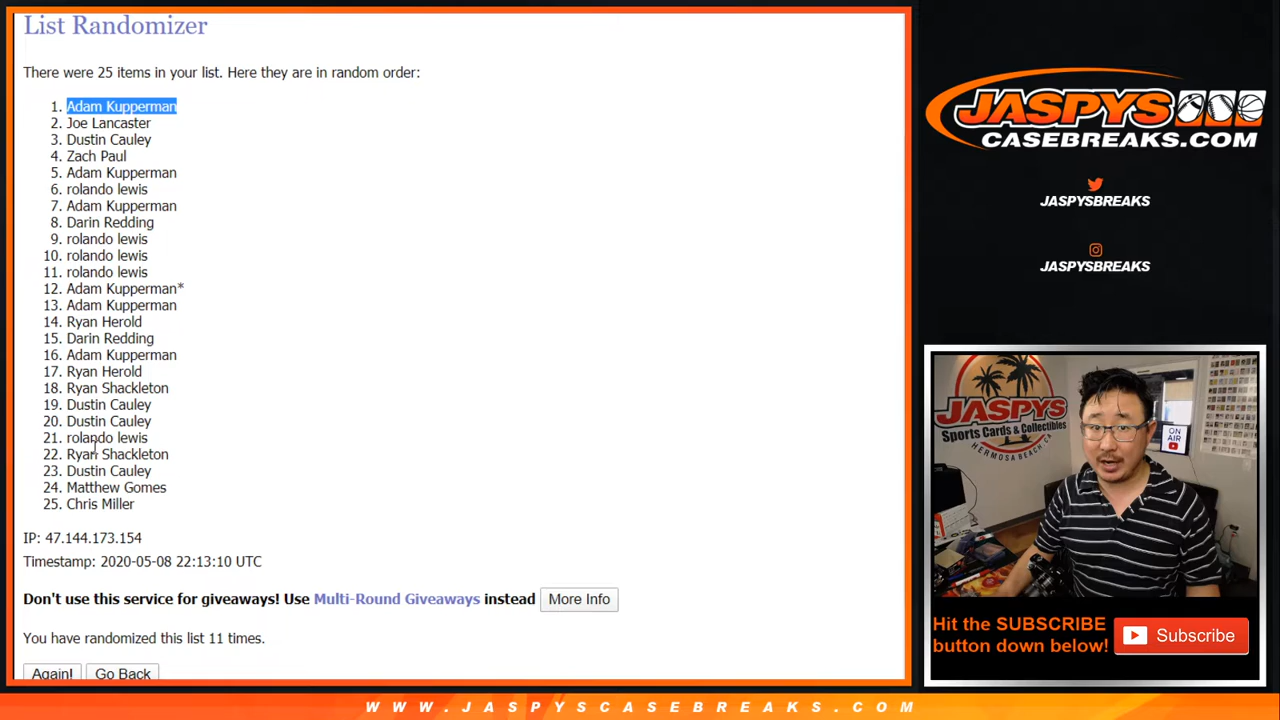 List Randomizer
There were 25 items in your list. Here they are in random order:
1. Adam Kupperman
2. Joe Lancaster
3. Dustin Cauley
4. Zach Paul
5. Adam Kupperman
6. rolando lewis
7. Adam Kupperman
8. Darin Redding
9. rolando lewis
10. rolando lewis
11. rolando lewis
12. Adam Kupperman*
13. Adam Kupperman
14. Ryan Herold
15. Darin Redding
16. Adam Kupperman
17. Ryan Herold
18. Ryan Shackleton
19. Dustin Cauley
20. Dustin Cauley
21. rolando lewis
22. Ryan Shackleton
23. Dustin Cauley
24. Matthew Gomes
25. Chris Miller
IP: 47.144.173.154
Timestamp: 2020-05-08 22:13:10 UTC
Don't use this service for giveaways! Use Multi-Round Giveaways instead More Info
You have randomized this list 11 times.
Again! Go Back
JASPYS
CASEBREAKS.COM
JASPYSBREAKS
JASPYSBREAKS
JASPYS
Sports Cards & Collectibles
HERMOSA BEACH, CA
ON
AIR
Hit the SUBSCRIBE
button down below!
Subscribe
WWW.JASPYSCASEBREAKS.COM